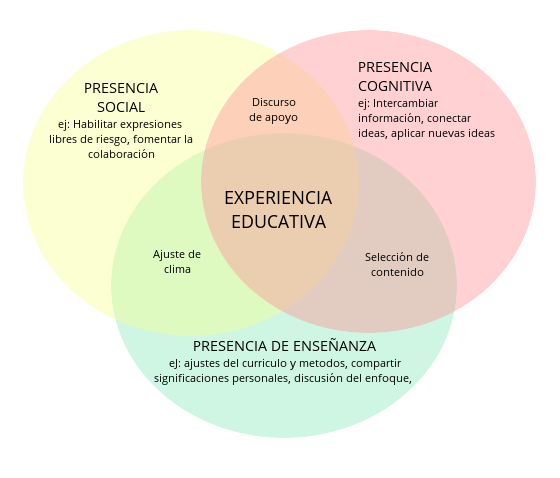 PRESENCIA
SOCIAL
ej: Habilitar expresiones
libres de riesgo, fomentar la
colaboración
Discurso
de apoyo
PRESENCIA
COGNITIVA
ej: Intercambiar
información, conectar
ideas, aplicar nuevas ideas
EXPERIENCIA
EDUCATIVA
Ajuste de
clima
Selección de
contenido
PRESENCIA DE ENSEÑANZA
eJ: ajustes del curriculo y metodos, compartir
significaciones personales, discusión del enfoque,